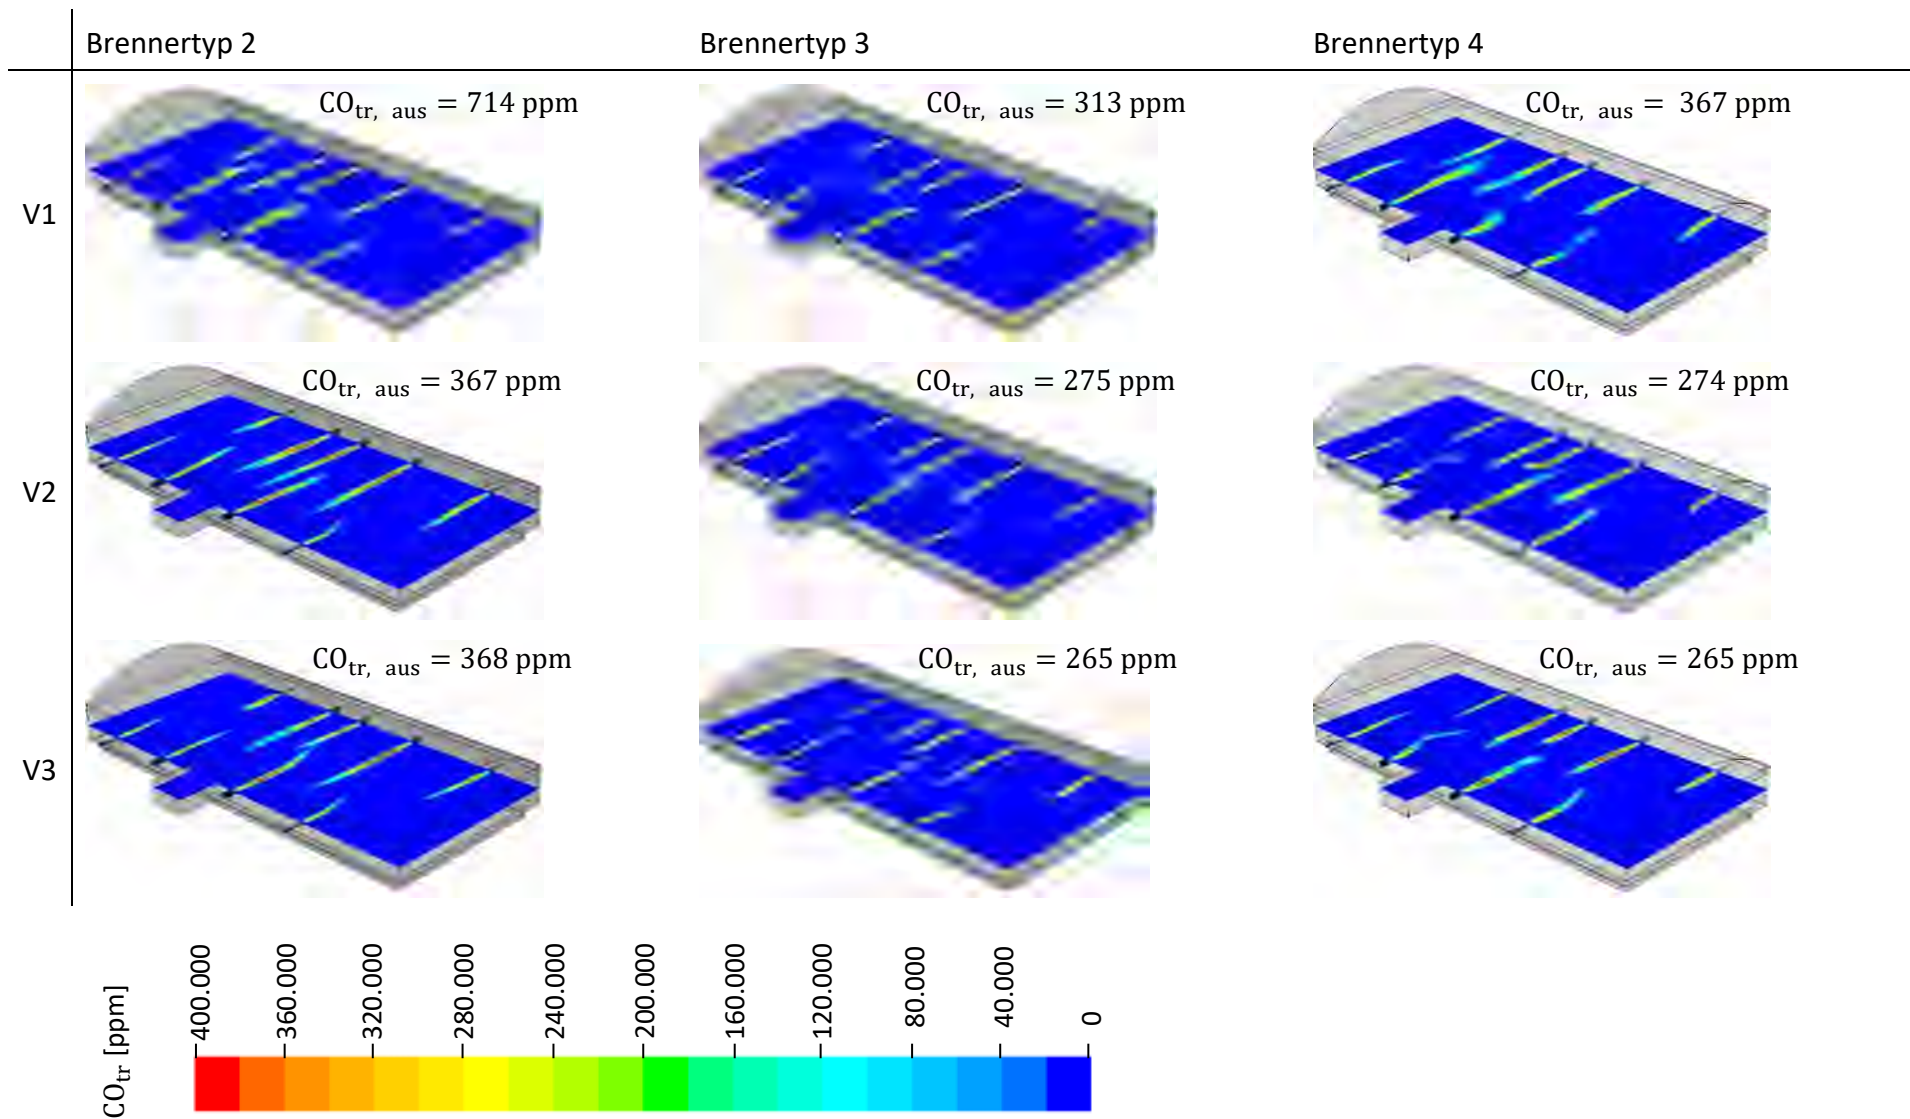 Brennertyp 2 Brennertyp 3 Brennertyp 4
CO_tr, aus = 714 ppm CO_tr, aus = 313 ppm CO_tr, aus = 367 ppm
V1
CO_tr, aus = 367 ppm CO_tr, aus = 275 ppm CO_tr, aus = 274 ppm
V2
CO_tr, aus = 368 ppm CO_tr, aus = 265 ppm CO_tr, aus = 265 ppm
V3
CO_tr [ppm]
400.000 360.000 320.000 280.000 240.000 200.000 160.000 120.000 80.000 40.000 0